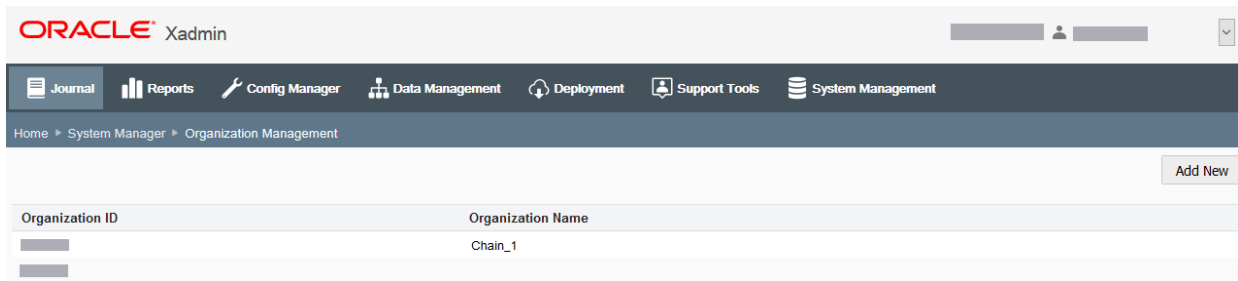 ORACLE Xadmin
Journal Reports Config Manager Data Management Deployment Support Tools System Management
Home ▶ System Manager ▶ Organization Management
Add New
Organization ID Organization Name
Chain_1